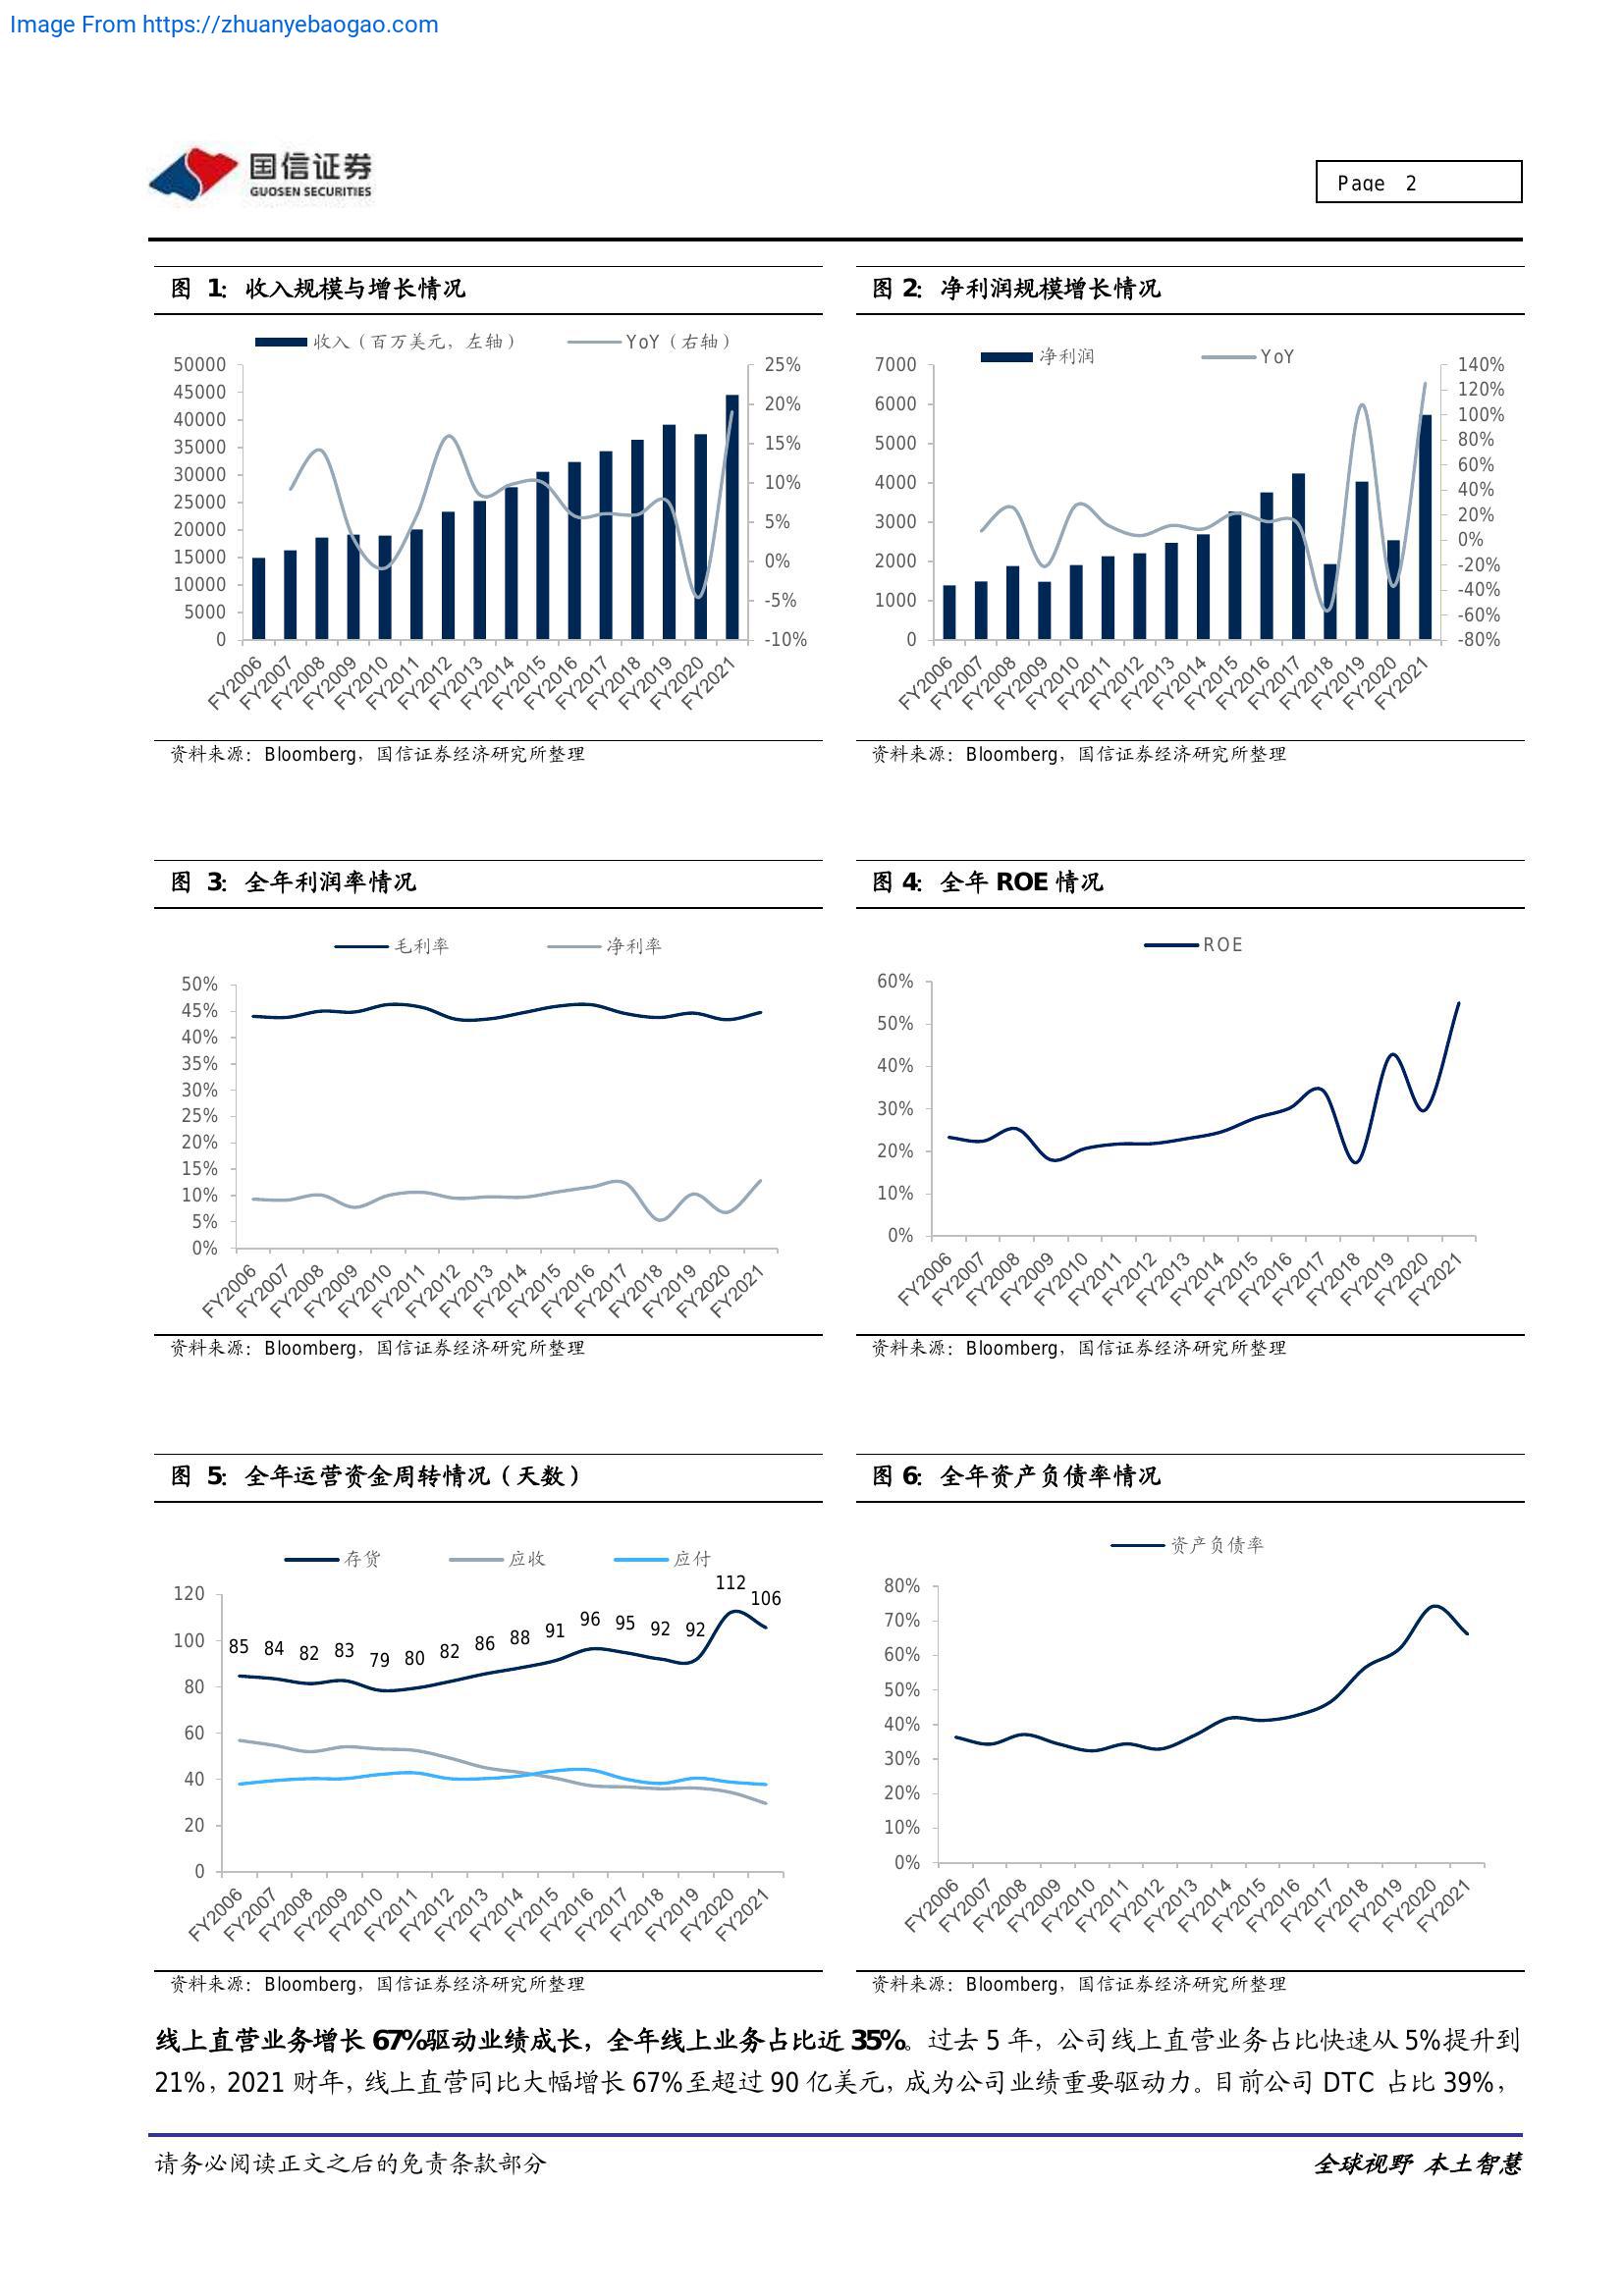 Image From https://zhuanyebaogao.com
国信证券
GUOSEN SECURITIES
Page 2
图 1: 收入规模与增长情况
收入（百万美元，左轴） YoY（右轴）
50000
45000
40000
35000
30000
25000
20000
15000
10000
5000
0
25%
20%
15%
10%
5%
0%
-5%
-10%
FY2006 FY2007 FY2008 FY2009 FY2010 FY2011 FY2012 FY2013 FY2014 FY2015 FY2016 FY2017 FY2018 FY2019 FY2020 FY2021
资料来源：Bloomberg，国信证券经济研究所整理
图 2: 净利润规模增长情况
净利润 YoY
7000
6000
5000
4000
3000
2000
1000
0
140%
120%
100%
80%
60%
40%
20%
0%
-20%
-40%
-60%
-80%
FY2006 FY2007 FY2008 FY2009 FY2010 FY2011 FY2012 FY2013 FY2014 FY2015 FY2016 FY2017 FY2018 FY2019 FY2020 FY2021
资料来源：Bloomberg，国信证券经济研究所整理
图 3: 全年利润率情况
毛利率 净利率
50%
45%
40%
35%
30%
25%
20%
15%
10%
5%
0%
FY2006 FY2007 FY2008 FY2009 FY2010 FY2011 FY2012 FY2013 FY2014 FY2015 FY2016 FY2017 FY2018 FY2019 FY2020 FY2021
资料来源：Bloomberg，国信证券经济研究所整理
图 4: 全年 ROE 情况
ROE
60%
50%
40%
30%
20%
10%
0%
FY2006 FY2007 FY2008 FY2009 FY2010 FY2011 FY2012 FY2013 FY2014 FY2015 FY2016 FY2017 FY2018 FY2019 FY2020 FY2021
资料来源：Bloomberg，国信证券经济研究所整理
图 5: 全年运营资金周转情况（天数）
存货 应收 应付
120
100
80
60
40
20
0
85 84 82 83 79 80 82 86 88 91 96 95 92 92 112 106
FY2006 FY2007 FY2008 FY2009 FY2010 FY2011 FY2012 FY2013 FY2014 FY2015 FY2016 FY2017 FY2018 FY2019 FY2020 FY2021
资料来源：Bloomberg，国信证券经济研究所整理
图 6: 全年资产负债率情况
资产负债率
80%
70%
60%
50%
40%
30%
20%
10%
0%
FY2006 FY2007 FY2008 FY2009 FY2010 FY2011 FY2012 FY2013 FY2014 FY2015 FY2016 FY2017 FY2018 FY2019 FY2020 FY2021
资料来源：Bloomberg，国信证券经济研究所整理
线上直营业务增长 67%驱动业绩成长，全年线上业务占比近 35%。过去 5 年，公司线上直营业务占比快速从 5%提升到
21%，2021 财年，线上直营同比大幅增长 67%至超过 90 亿美元，成为公司业绩重要驱动力。目前公司 DTC 占比 39%，
请务必阅读正文之后的免责条款部分
全球视野 本土智慧